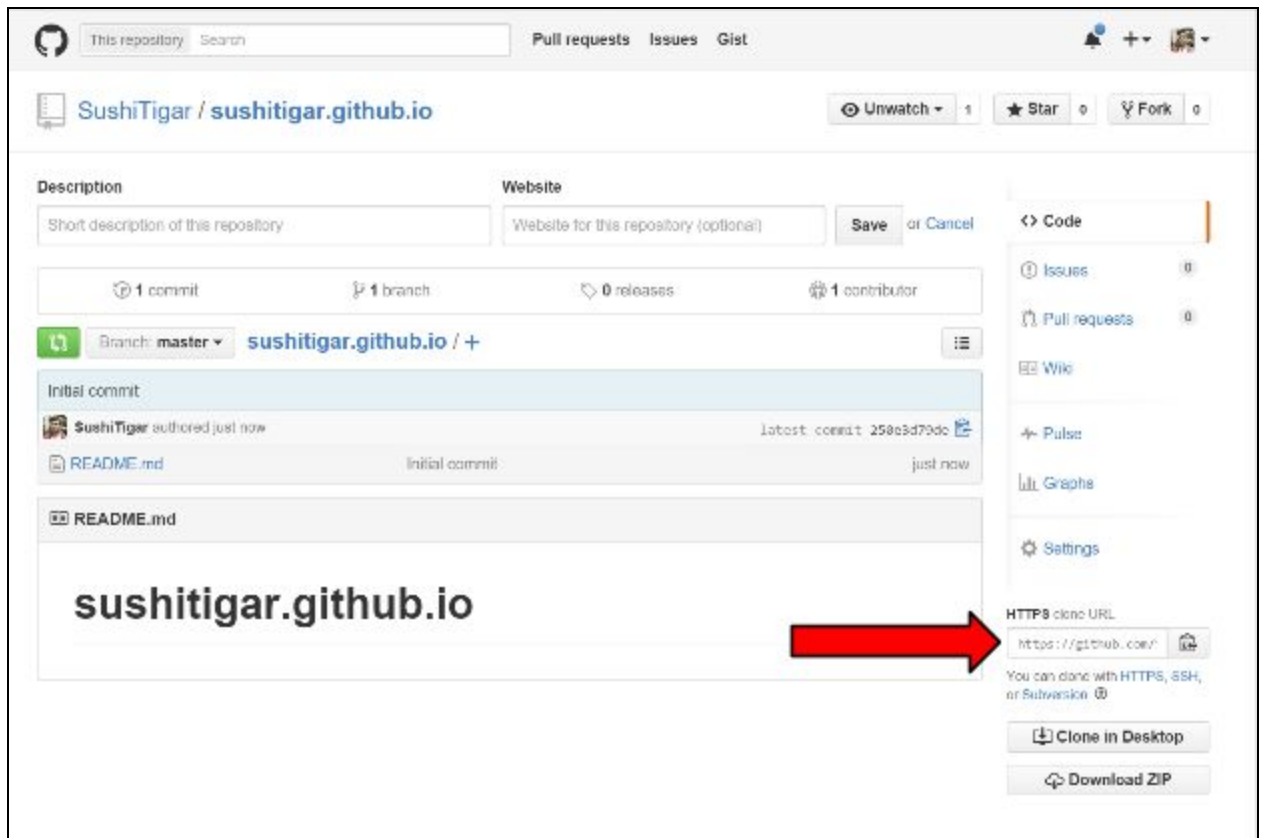 This repository Search Pull requests Issues Gist
SushiTigar / sushitigar.github.io Unwatch 1 Star 0 Fork 0
Description Website
Short description of this repository Website for this repository (optional) Save or Cancel
1 commit 1 branch 0 releases 1 contributor
Branch: master sushitigar.github.io / +
Initial commit
SushiTigar authored just now latest commit 258e3d79dc
README.md Initial commit just now
README.md
sushitigar.github.io
<> Code
Issues 0
Pull requests 0
Wiki
Pulse
Graphs
Settings
HTTPS clone URL
https://github.com/
You can clone with HTTPS, SSH,
or Subversion.
Clone in Desktop
Download ZIP